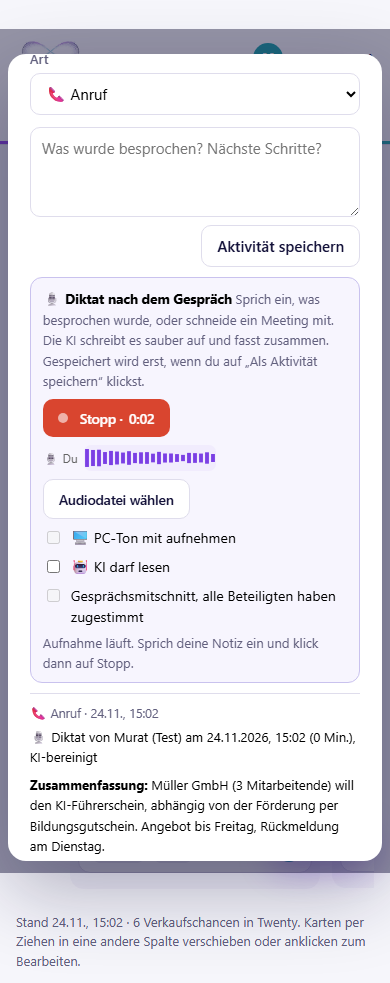 Art
Anruf
Was wurde besprochen? Nächste Schritte?
Aktivität speichern
Diktat nach dem Gespräch Sprich ein, was
besprochen wurde, oder schneide ein Meeting mit.
Die KI schreibt es sauber auf und fasst zusammen.
Gespeichert wird erst, wenn du auf „Als Aktivität
speichern“ klickst.
Stopp · 0:02
Du
Audiodatei wählen
PC-Ton mit aufnehmen
KI darf lesen
Gesprächsmitschnitt, alle Beteiligten haben
zugestimmt
Aufnahme läuft. Sprich deine Notiz ein und klick
dann auf Stopp.
Anruf · 24.11., 15:02
Diktat von Murat (Test) am 24.11.2026, 15:02 (0 Min.),
KI-bereinigt
Zusammenfassung: Müller GmbH (3 Mitarbeitende) will
den KI-Führerschein, abhängig von der Förderung per
Bildungsgutschein. Angebot bis Freitag, Rückmeldung
am Dienstag.
Stand 24.11., 15:02 · 6 Verkaufschancen in Twenty. Karten per
Ziehen in eine andere Spalte verschieben oder anklicken zum
Bearbeiten.